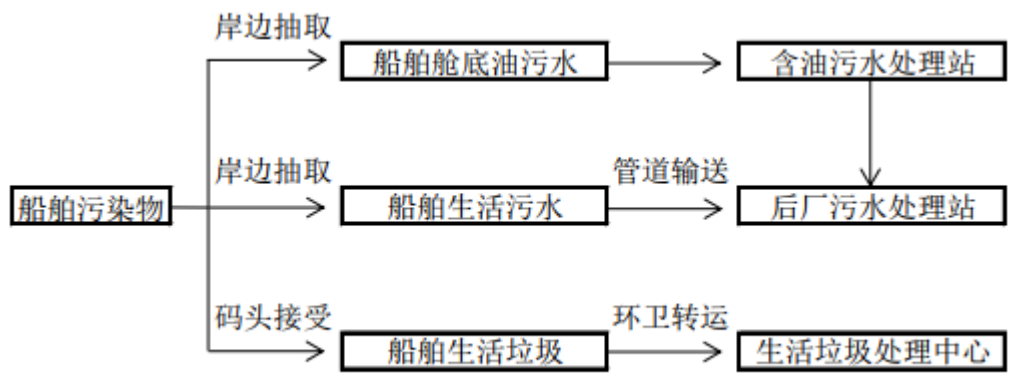 岸边抽取
船舶舱底油污水
含油污水处理站
岸边抽取
管道输送
船舶污染物
船舶生活污水
后厂污水处理站
码头接受
环卫转运
船舶生活垃圾
生活垃圾处理中心